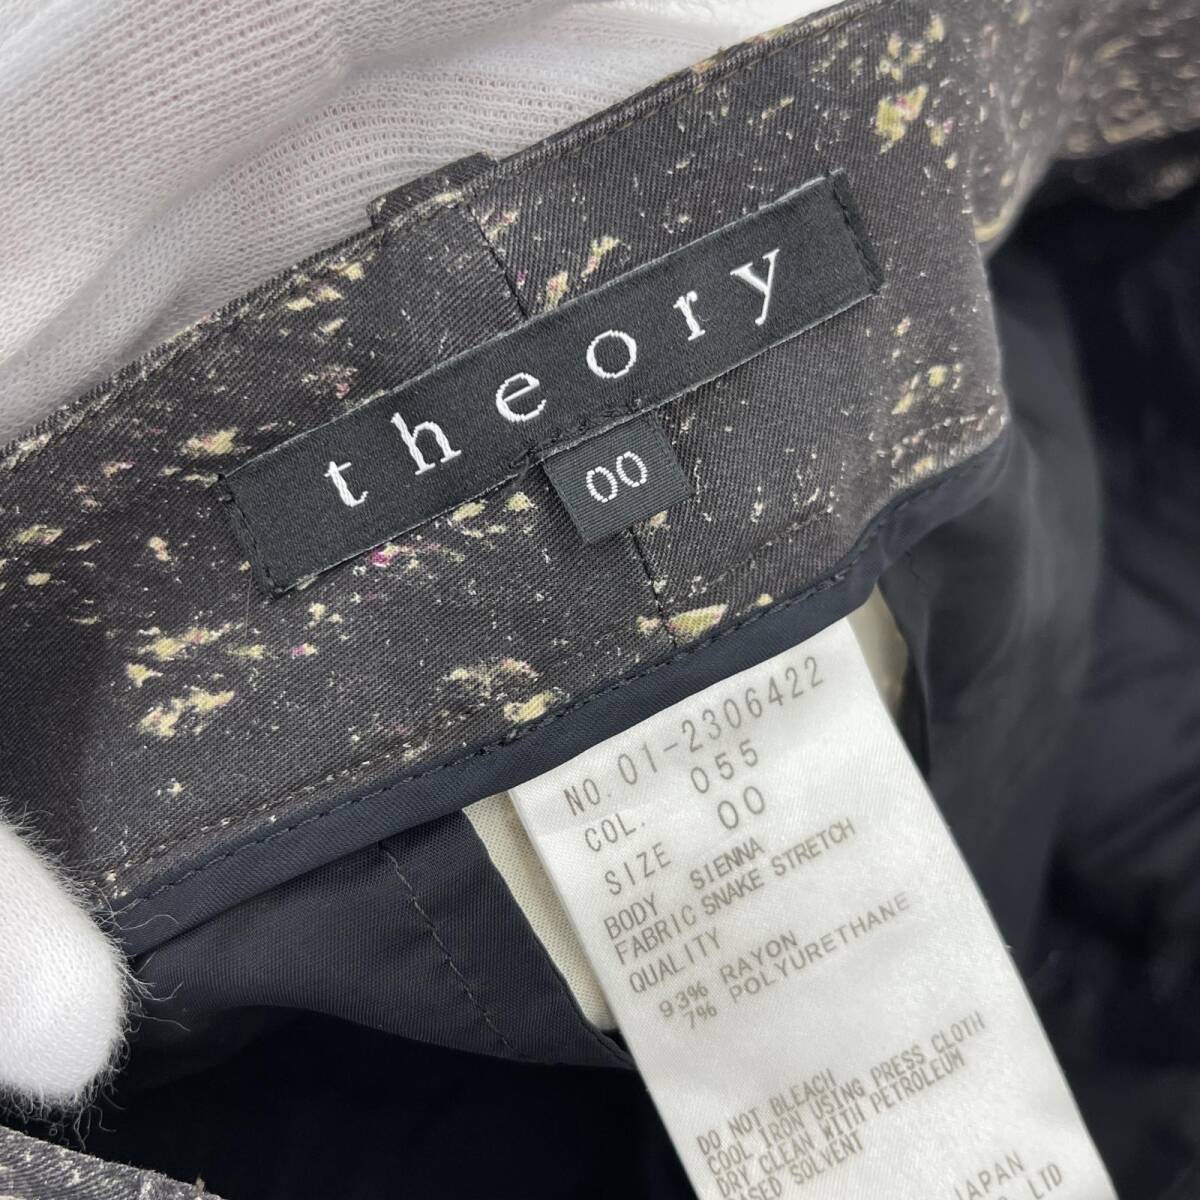 theory
00
NO. 01-2306422
COL. 055
SIZE 00
BODY SIENNA
FABRIC SNAKE STRETCH
QUALITY
93% RAYON
7% POLYURETHANE
DO NOT BLEACH
COOL IRON USING PRESS CLOTH
DRY CLEAN WITH PETROLEUM
BASED SOLVENT
JAPAN
LTD